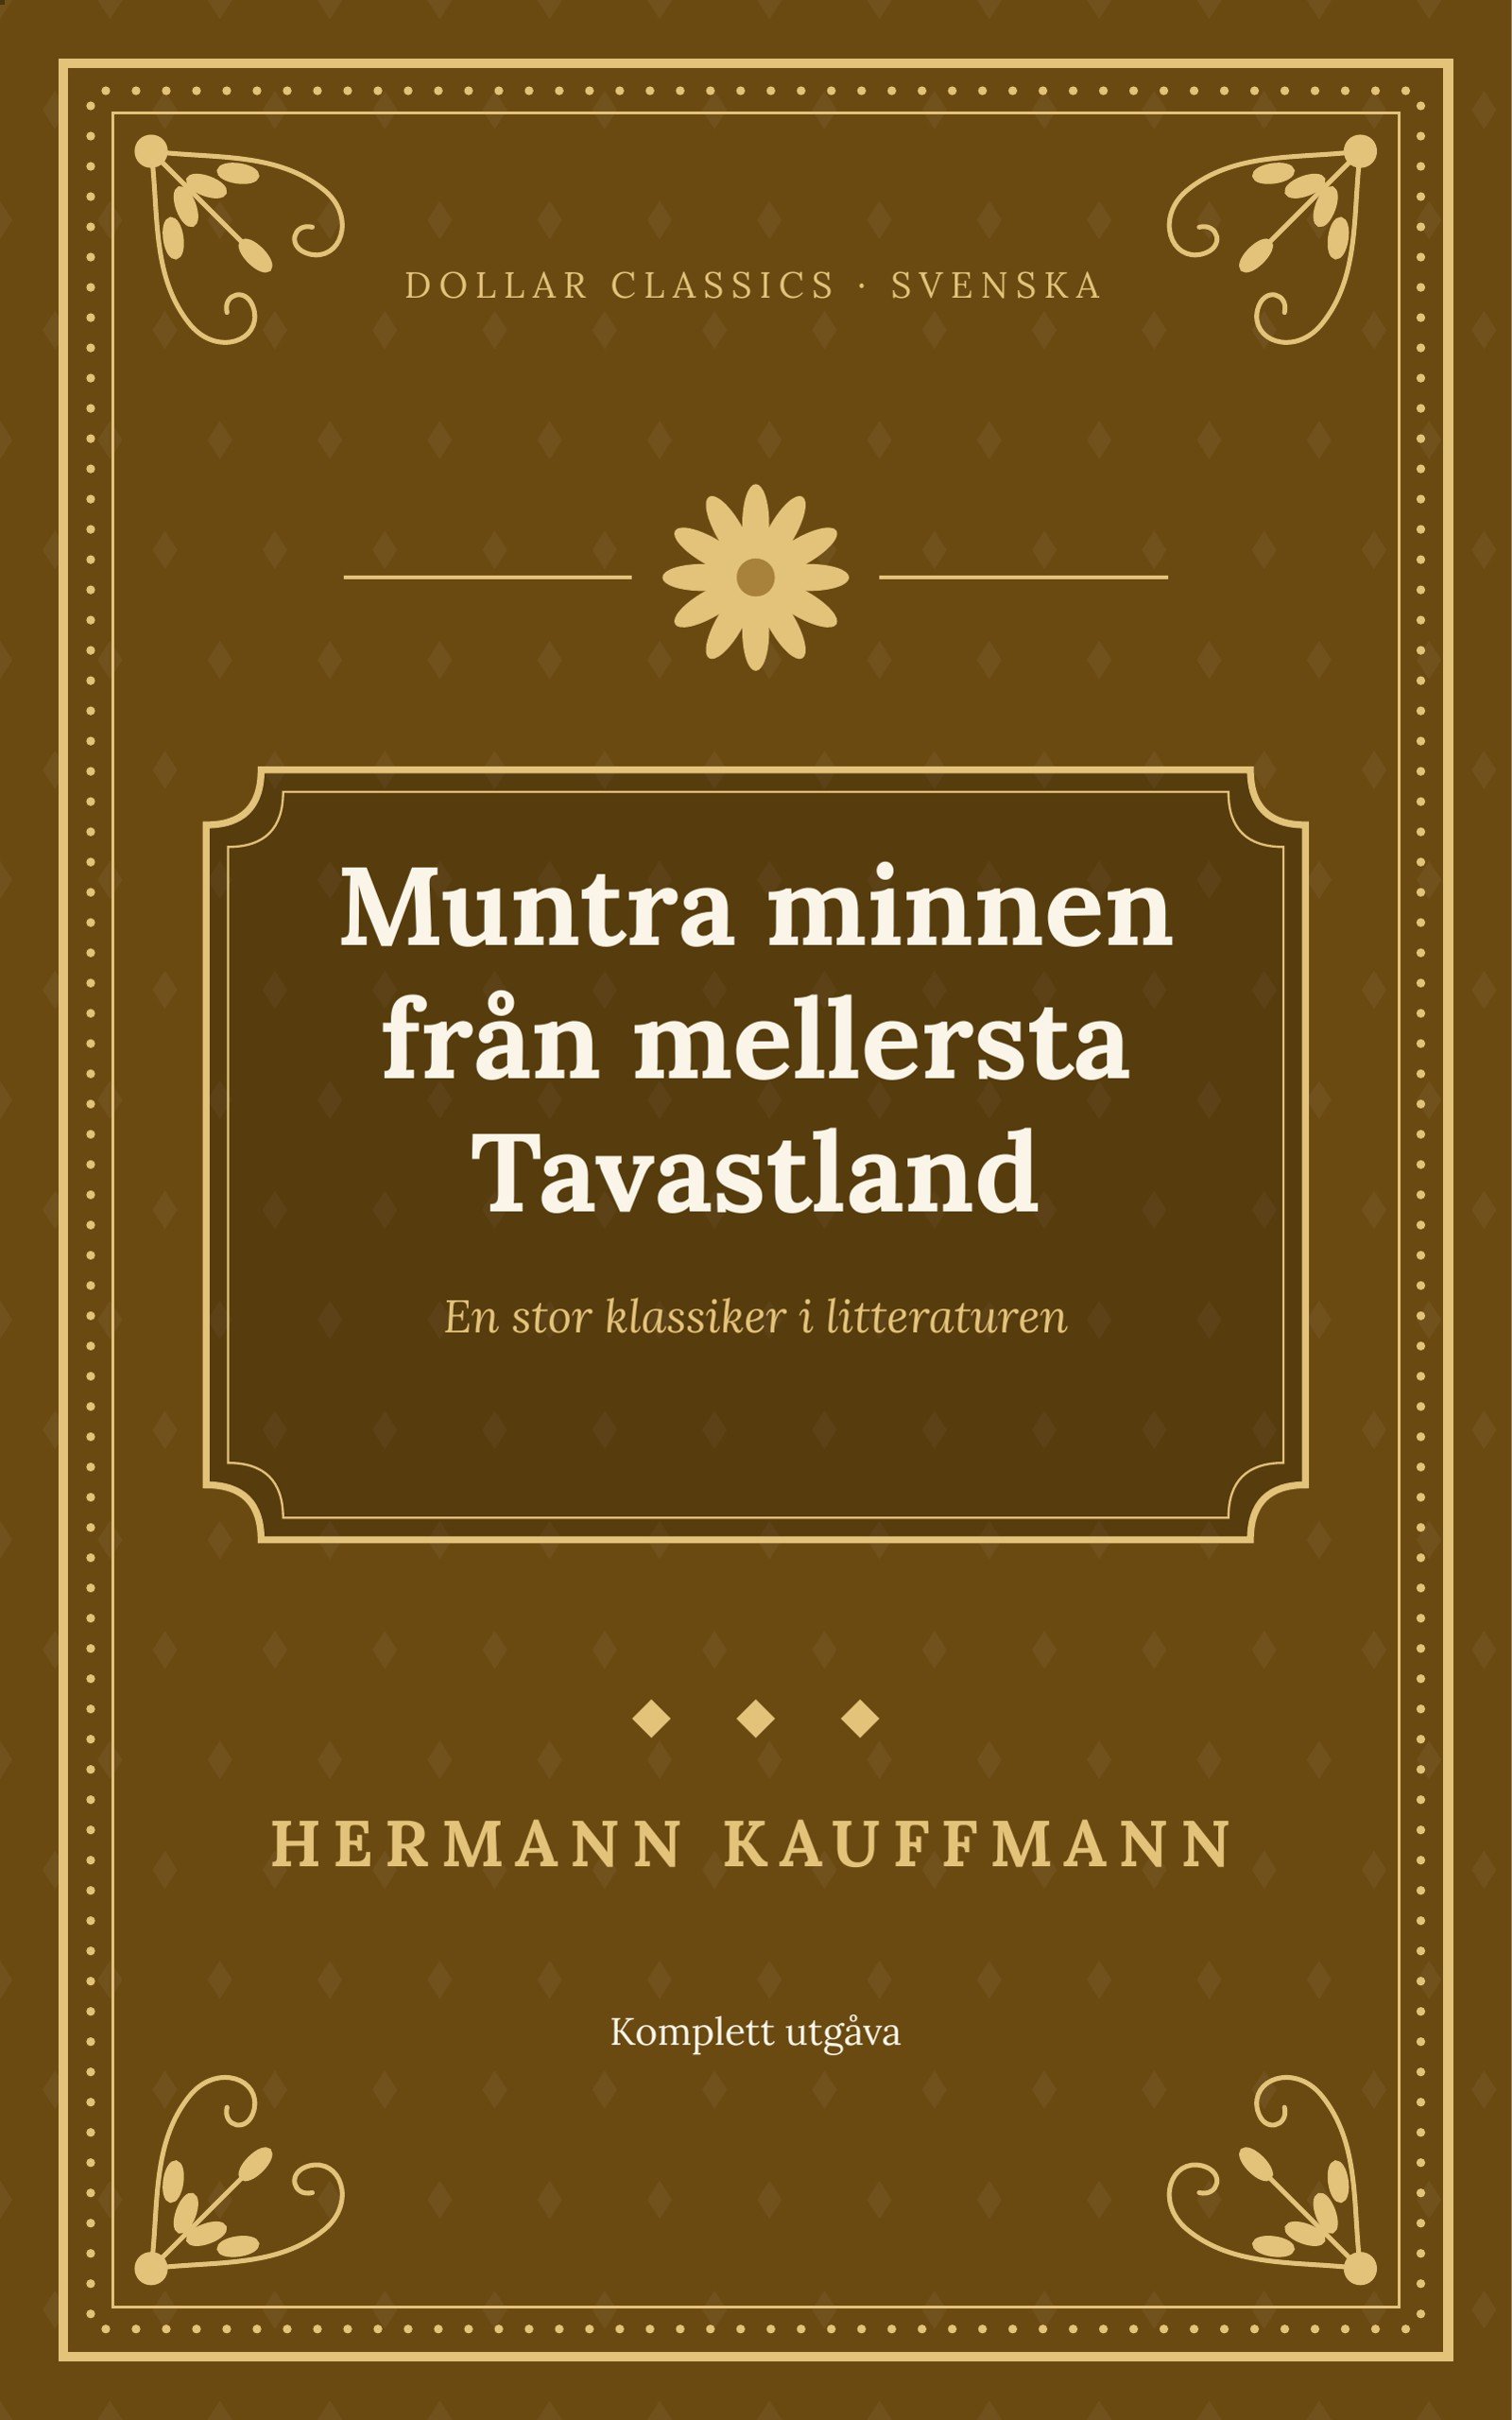 DOLLAR CLASSICS · SVENSKA
Muntra minnen
från mellersta
Tavastland
En stor klassiker i litteraturen
HERMANN KAUFFMANN
Komplett utgåva